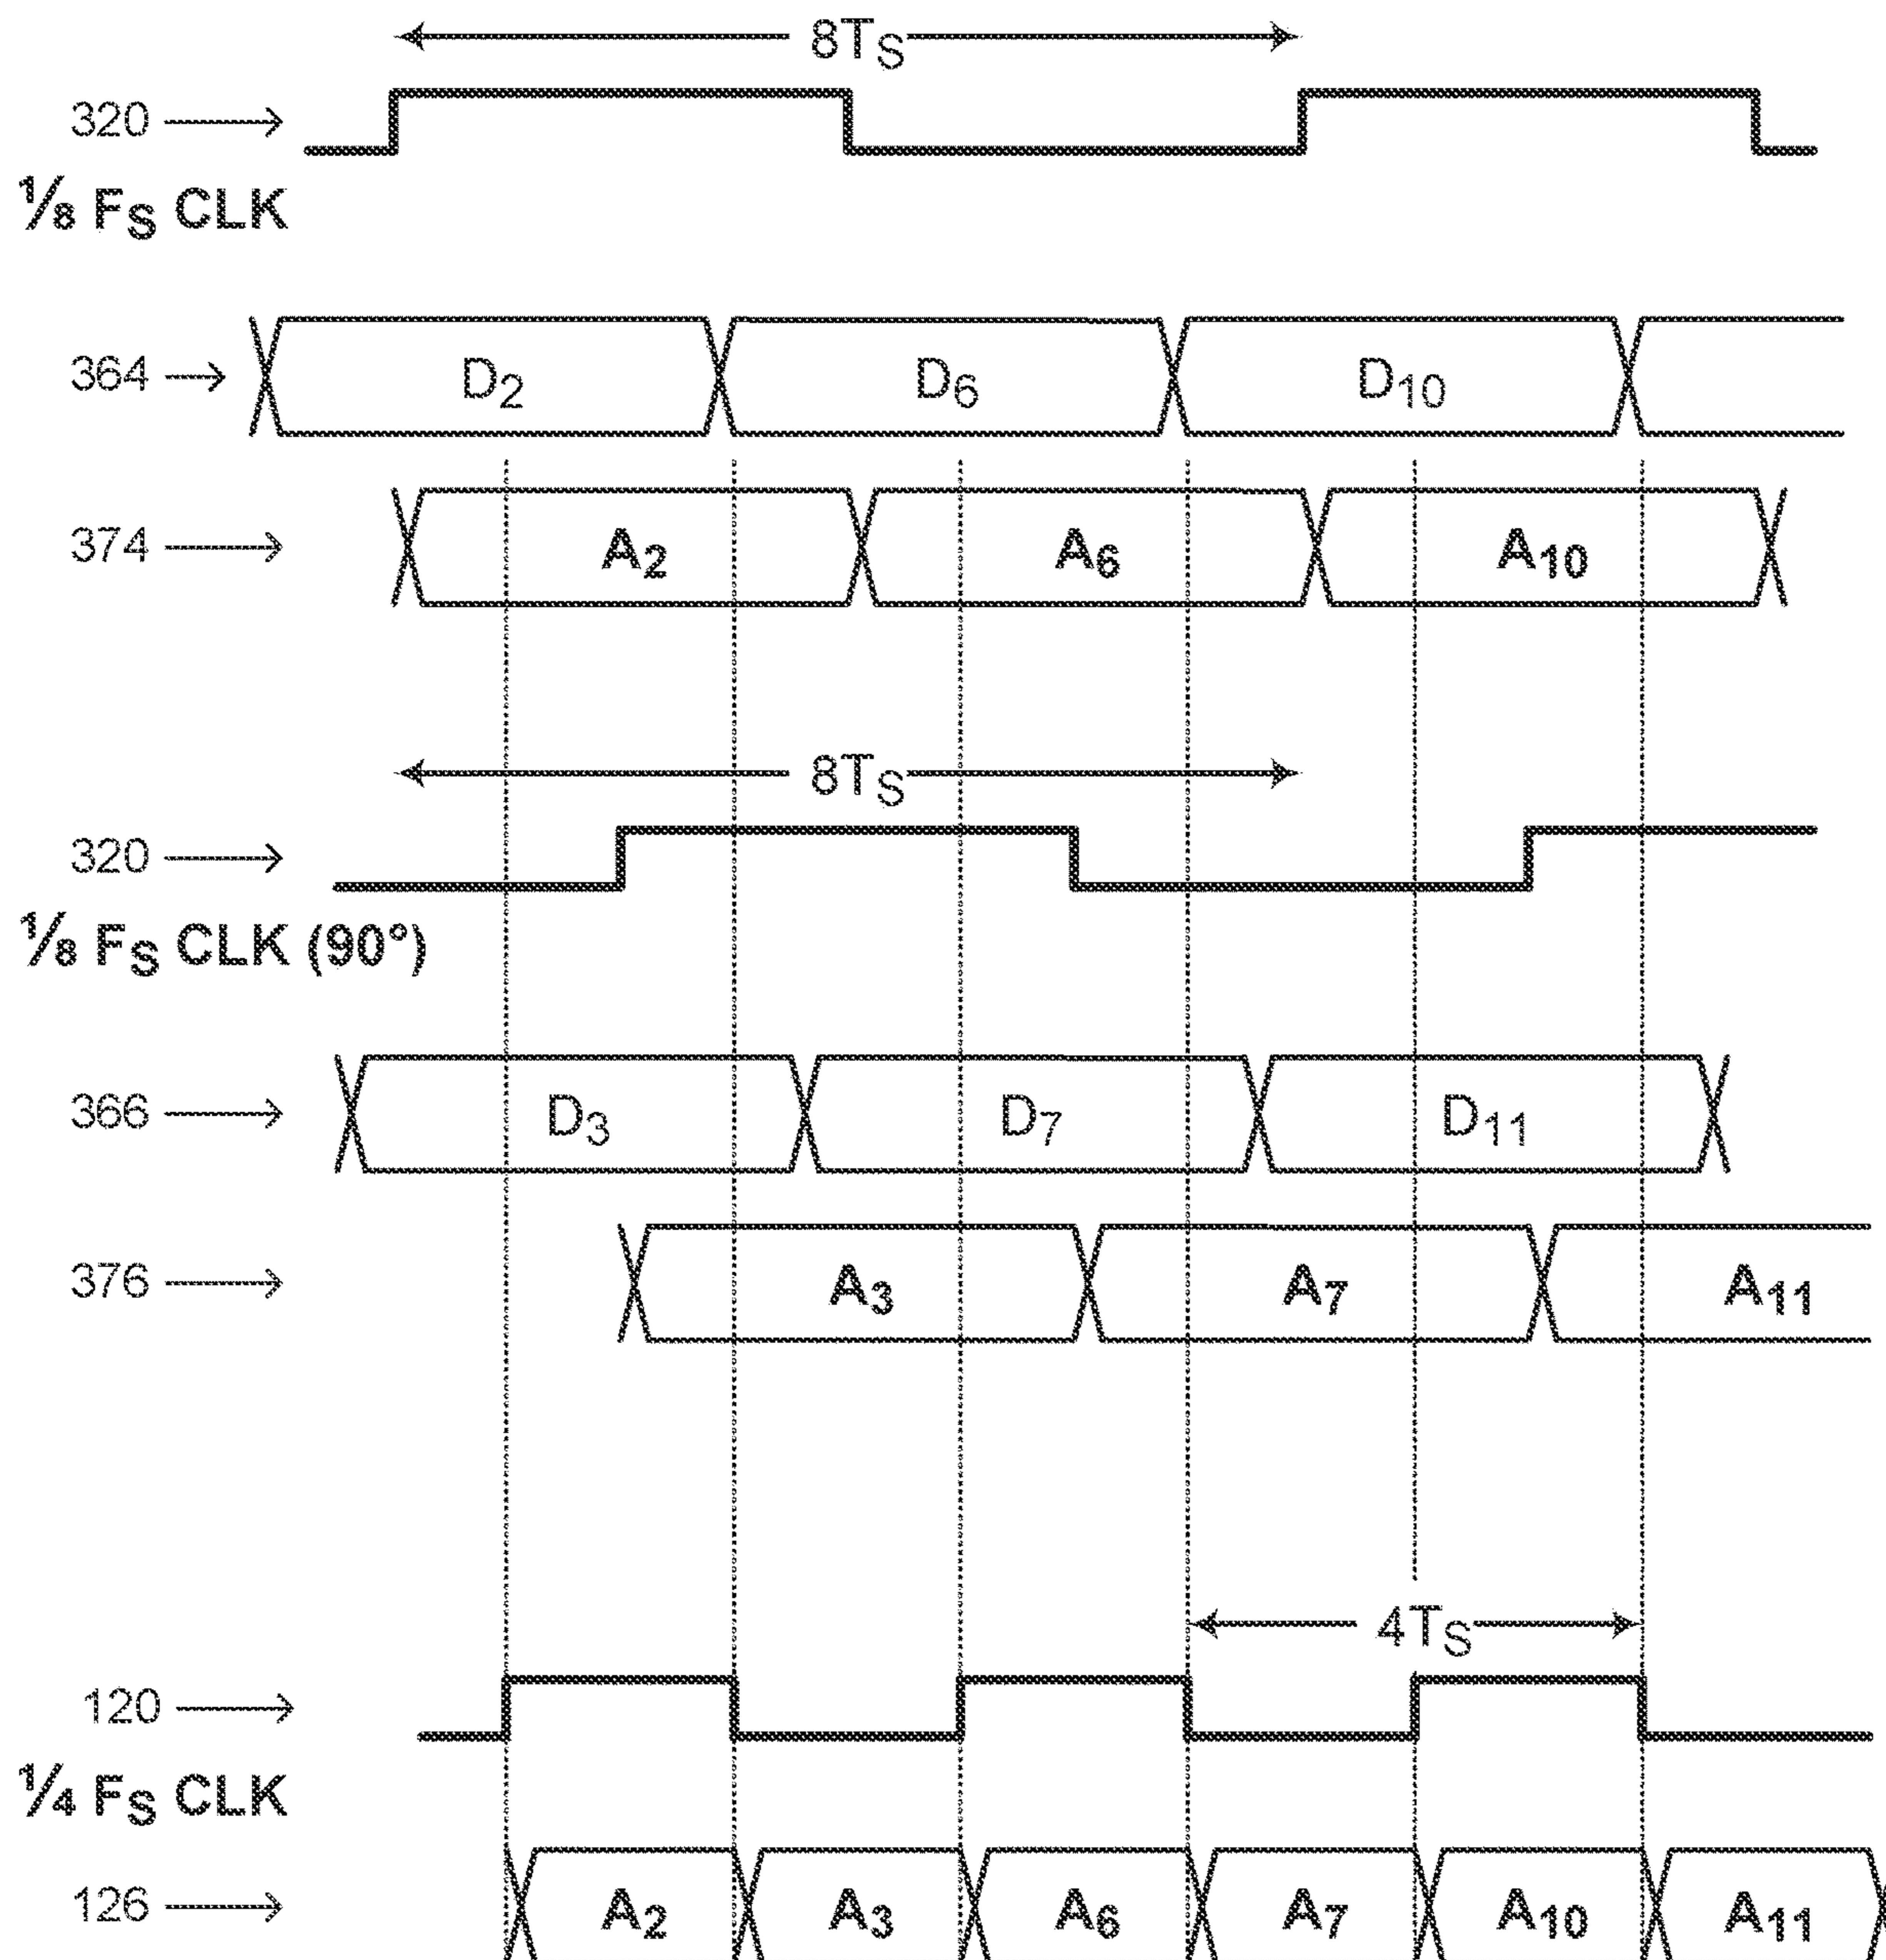 8TS
320
⅛ FS CLK
364 D2 D6 D10
374 A2 A6 A10
8TS
320
⅛ FS CLK (90°)
366 D3 D7 D11
376 A3 A7 A11
4TS
120
¼ FS CLK
126 A2 A3 A6 A7 A10 A11